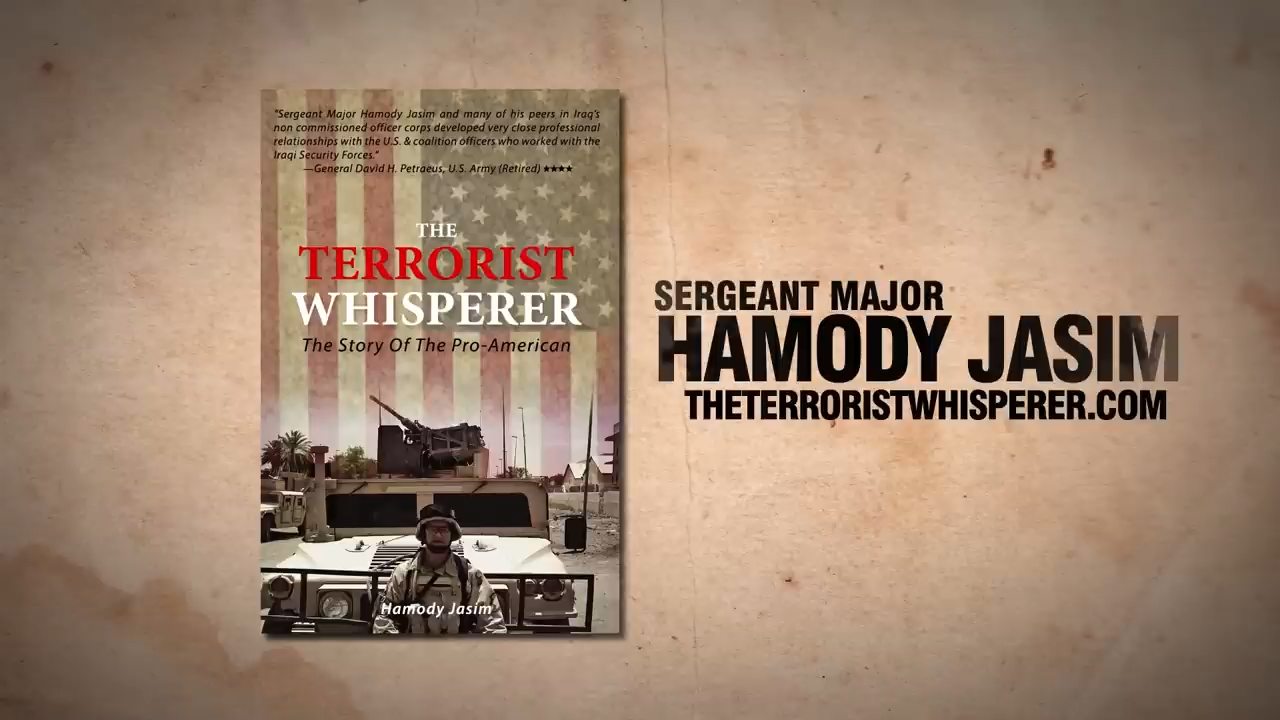 "Sergeant Major Hamody Jasim and many of his peers in Iraq's
non commissioned officer corps developed very close professional
relationships with the U.S. & coalition officers who worked with the
Iraqi Security Forces."
—General David H. Petraeus, U.S. Army (Retired) ★★★★
THE
TERRORIST
WHISPERER
The Story Of The Pro-American
Hamody Jasim
SERGEANT MAJOR
HAMODY JASIM
THETERRORISTWHISPERER.COM